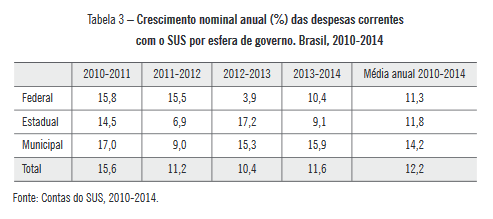 Tabela 3 – Crescimento nominal anual (%) das despesas correntes
com o SUS por esfera de governo. Brasil, 2010-2014
2010-2011 2011-2012 2012-2013 2013-2014 Média anual 2010-2014
Federal 15,8 15,5 3,9 10,4 11,3
Estadual 14,5 6,9 17,2 9,1 11,8
Municipal 17,0 9,0 15,3 15,9 14,2
Total 15,6 11,2 10,4 11,6 12,2
Fonte: Contas do SUS, 2010-2014.